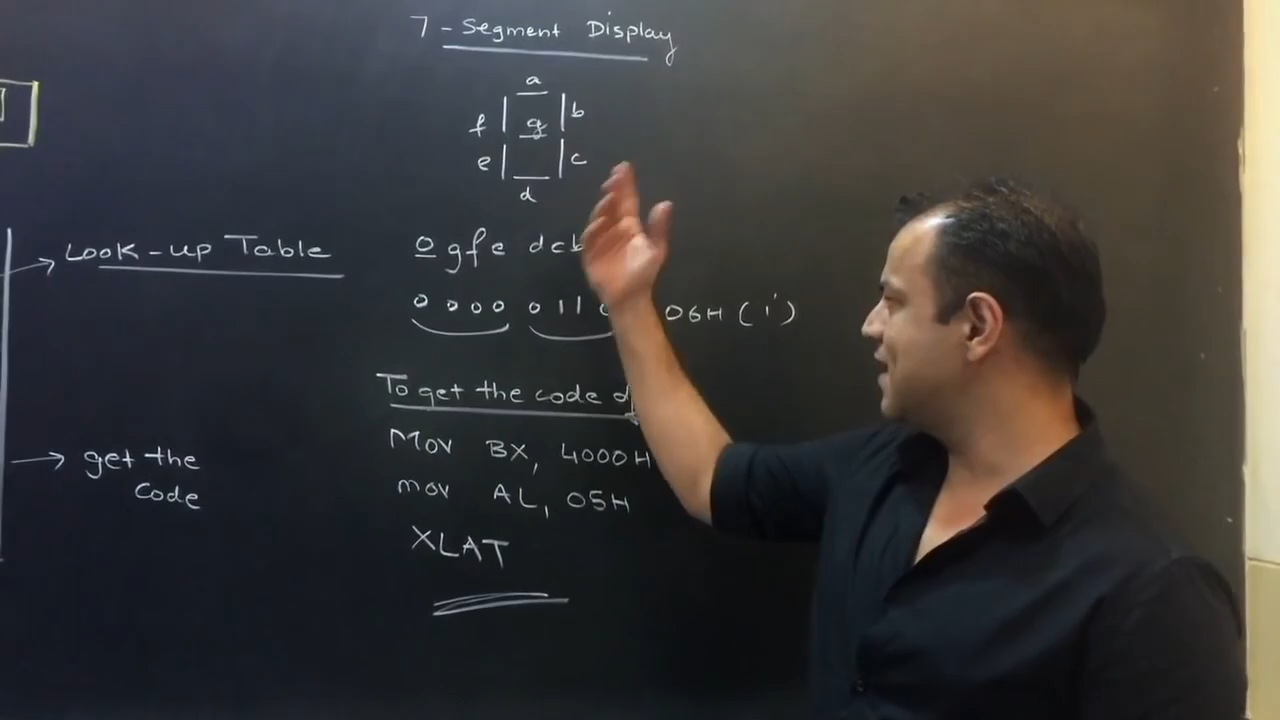 7 - Segment Display
a
f b
g
e c
d
Look-up Table
0 g f e d c b
0 0 0 0 0 1 1 06H (1')
To get the code
Mov BX, 4000H
get the
code
mov AL, 05H
XLAT